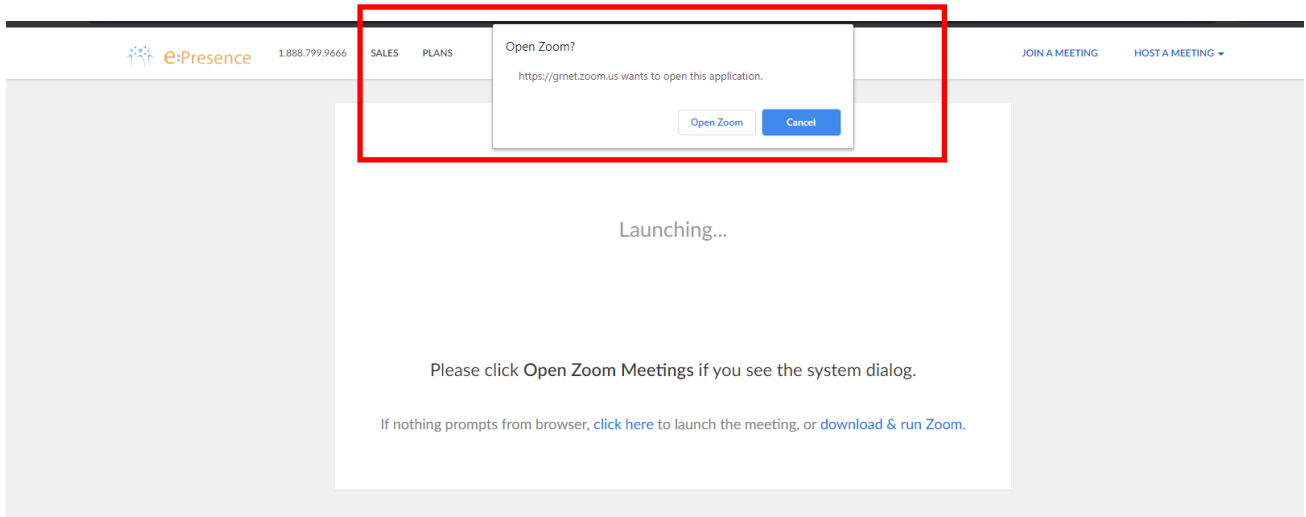 e:Presence 1.888.799.9666 SALES PLANS JOIN A MEETING HOST A MEETING
Open Zoom?
https://grnet.zoom.us wants to open this application.
Open Zoom Cancel
Launching...
Please click Open Zoom Meetings if you see the system dialog.
If nothing prompts from browser, click here to launch the meeting, or download & run Zoom.